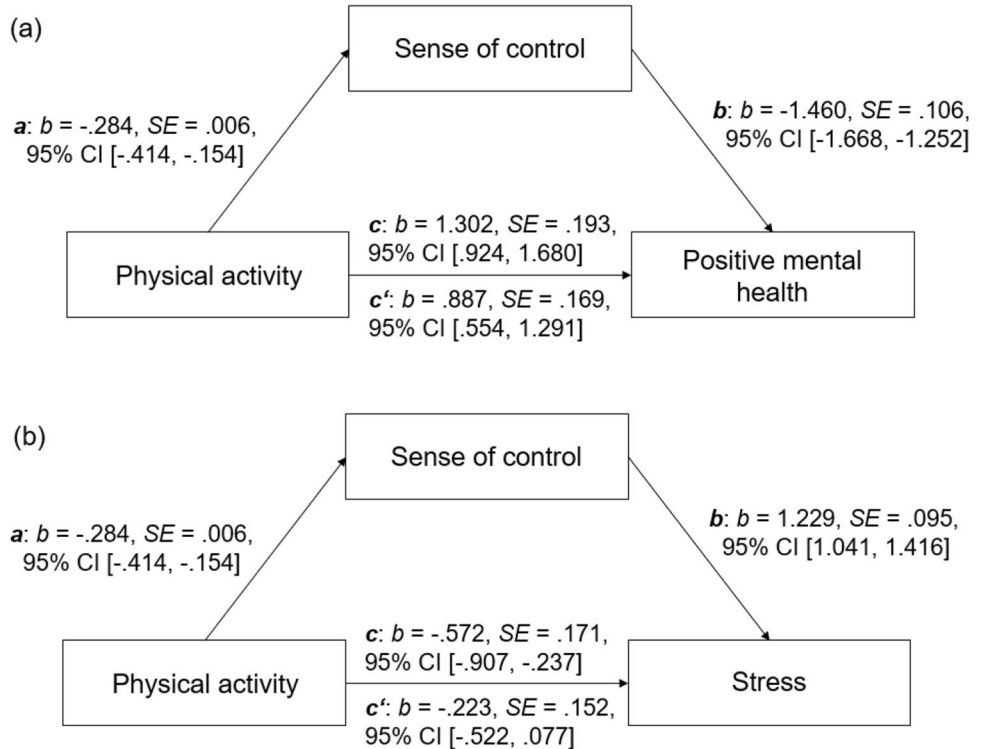 (a)
Sense of control
a: b = -.284, SE = .006,
95% CI [-.414, -.154]
b: b = -1.460, SE = .106,
95% CI [-1.668, -1.252]
Physical activity
c: b = 1.302, SE = .193,
95% CI [.924, 1.680]
c‘: b = .887, SE = .169,
95% CI [.554, 1.291]
Positive mental
health
(b)
Sense of control
a: b = -.284, SE = .006,
95% CI [-.414, -.154]
b: b = 1.229, SE = .095,
95% CI [1.041, 1.416]
Physical activity
c: b = -.572, SE = .171,
95% CI [-.907, -.237]
c‘: b = -.223, SE = .152,
95% CI [-.522, .077]
Stress